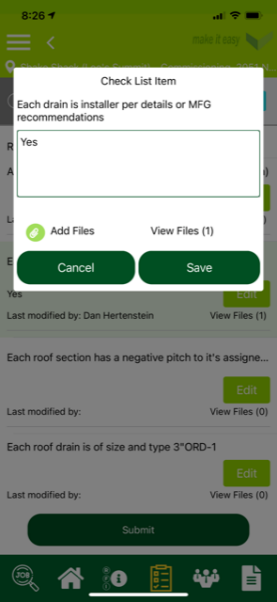 8:26
make it easy
Check List Item
Each drain is installer per details or MFG
recommendations
Yes
Add Files
View Files (1)
Cancel
Save
Yes
Edit
Last modified by: Dan Hertenstein
View Files (1)
Each roof section has a negative pitch to it's assigne...
Edit
Last modified by:
View Files (0)
Each roof drain is of size and type 3"ORD-1
Edit
Last modified by:
View Files (0)
Submit
JOB